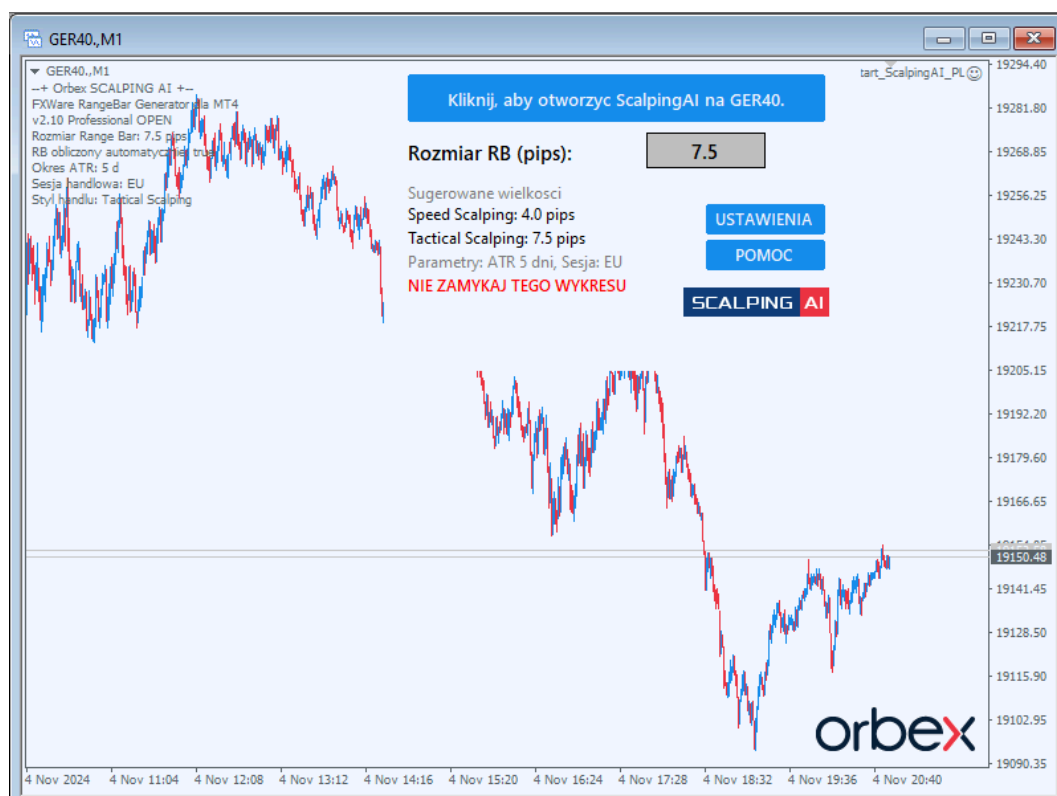 GER40.,M1
GER40.,M1
--+ Orbex SCALPING AI +--
FXWare RangeBar Generator dla MT4
v2.10 Professional OPEN
Rozmiar Range Bar: 7.5 pips
RB obliczony automatycznie: true
Okres ATR: 5 d
Sesja handlowa: EU
Styl handlu: Tactical Scalping
Kliknij, aby otworzyc ScalpingAI na GER40.
Rozmiar RB (pips):
7.5
Sugerowane wielkosci
Speed Scalping: 4.0 pips
Tactical Scalping: 7.5 pips
Parametry: ATR 5 dni, Sesja: EU
NIE ZAMYKAJ TEGO WYKRESU
USTAWIENIA
POMOC
SCALPING AI
tart_ScalpingAI_PL
19294.40
19281.80
19268.85
19256.25
19243.30
19230.70
19217.75
19205.15
19192.20
19179.60
19166.65
19150.48
19141.45
19128.50
19115.90
19102.95
19090.35
orbex
4 Nov 2024
4 Nov 11:04
4 Nov 12:08
4 Nov 13:12
4 Nov 14:16
4 Nov 15:20
4 Nov 16:24
4 Nov 17:28
4 Nov 18:32
4 Nov 19:36
4 Nov 20:40